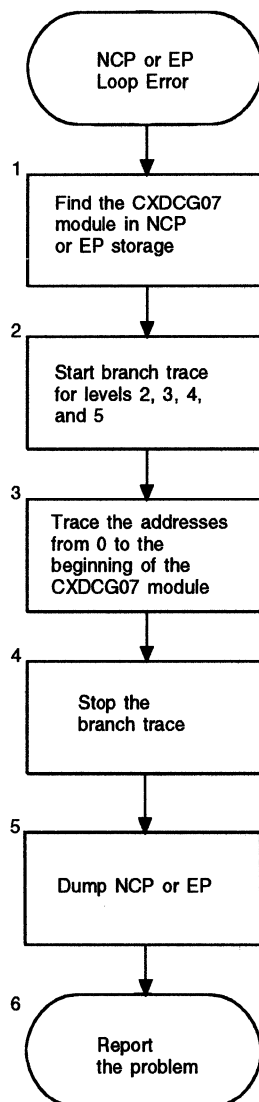 NCP or EP
Loop Error
1
Find the CXDCG07
module in NCP
or EP storage
2
Start branch trace
for levels 2, 3, 4,
and 5
3
Trace the addresses
from 0 to the
beginning of the
CXDCG07 module
4
Stop the
branch trace
5
Dump NCP or EP
6
Report
the problem